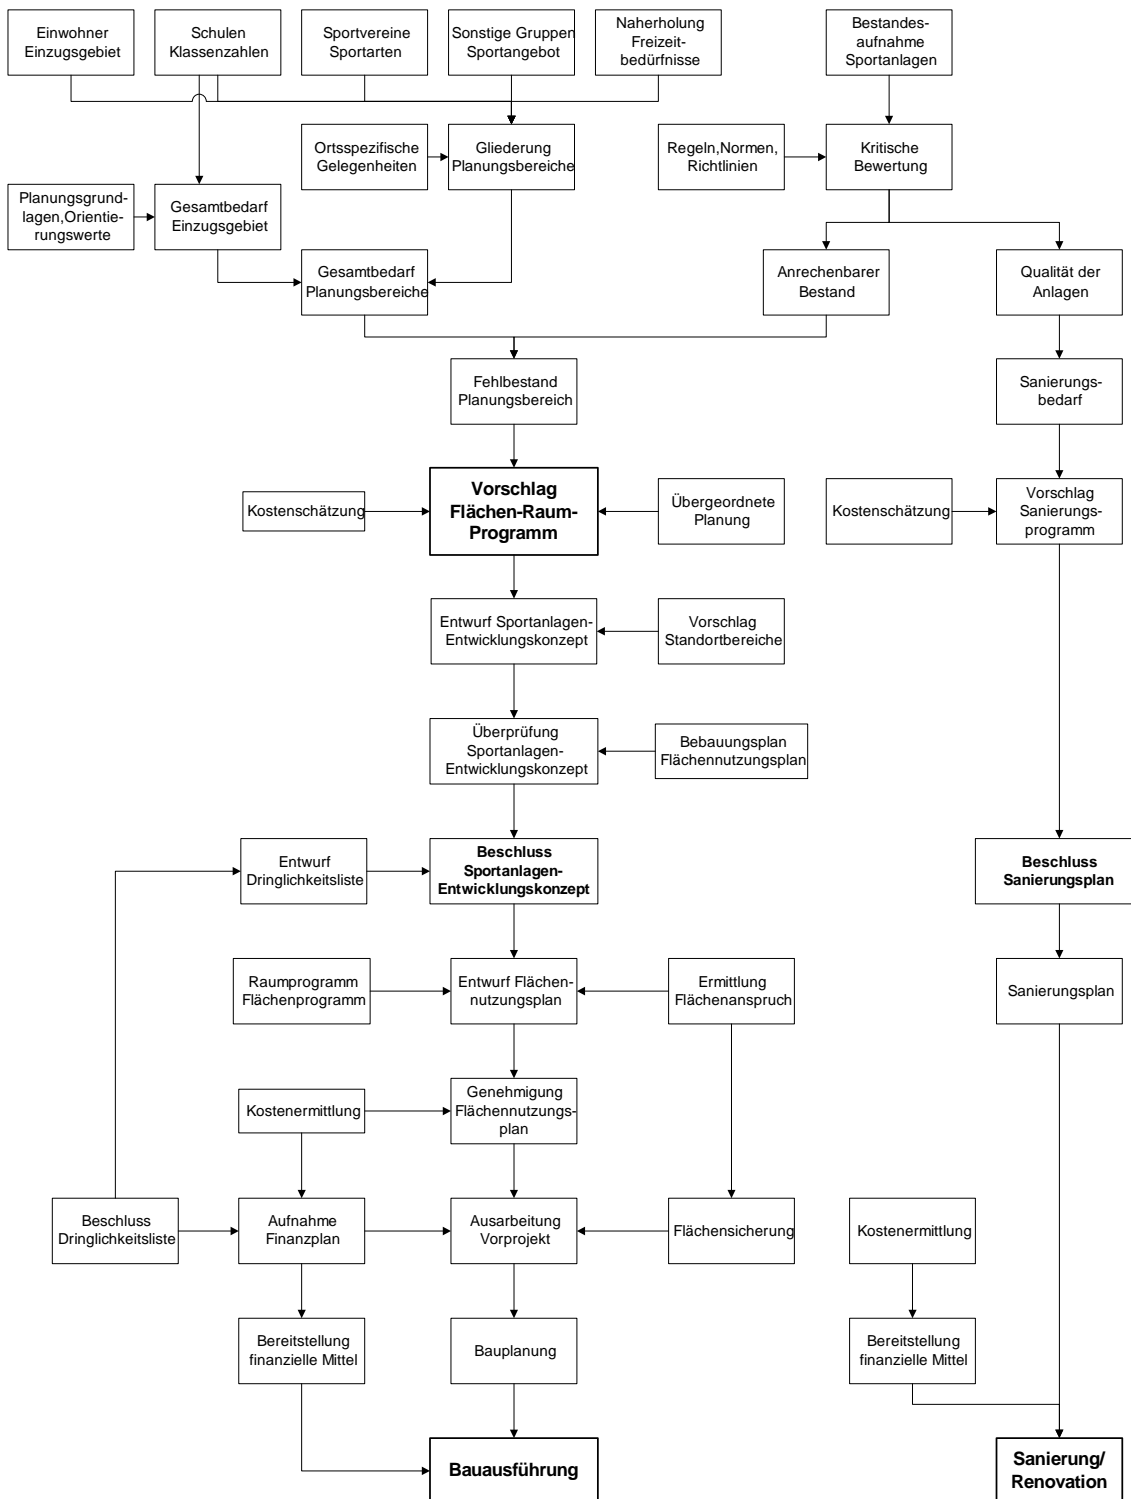 Einwohner
Einzugsgebiet
Schulen
Klassenzahlen
Sportvereine
Sportarten
Sonstige Gruppen
Sportangebot
Naherholung
Freizeit-
bedürfnisse
Bestandes-
aufnahme
Sportanlagen
Ortsspezifische
Gelegenheiten
Gliederung
Planungsbereiche
Regeln,Normen,
Richtlinien
Kritische
Bewertung
Planungsgrund-
lagen,Orientie-
rungswerte
Gesamtbedarf
Einzugsgebiet
Gesamtbedarf
Planungsbereiche
Anrechenbarer
Bestand
Qualität der
Anlagen
Fehlbestand
Planungsbereich
Sanierungs-
bedarf
Kostenschätzung
Vorschlag
Flächen-Raum-
Programm
Übergeordnete
Planung
Kostenschätzung
Vorschlag
Sanierungs-
programm
Entwurf Sportanlagen-
Entwicklungskonzept
Vorschlag
Standortbereiche
Überprüfung
Sportanlagen-
Entwicklungskonzept
Bebauungsplan
Flächennutzungsplan
Entwurf
Dringlichkeitsliste
Beschluss
Sportanlagen-
Entwicklungskonzept
Beschluss
Sanierungsplan
Raumprogramm
Flächenprogramm
Entwurf Flächen-
nutzungsplan
Ermittlung
Flächenanspruch
Sanierungsplan
Kostenermittlung
Genehmigung
Flächennutzungs-
plan
Beschluss
Dringlichkeitsliste
Aufnahme
Finanzplan
Ausarbeitung
Vorprojekt
Flächensicherung
Kostenermittlung
Bereitstellung
finanzielle Mittel
Bauplanung
Bereitstellung
finanzielle Mittel
Bauausführung
Sanierung/
Renovation